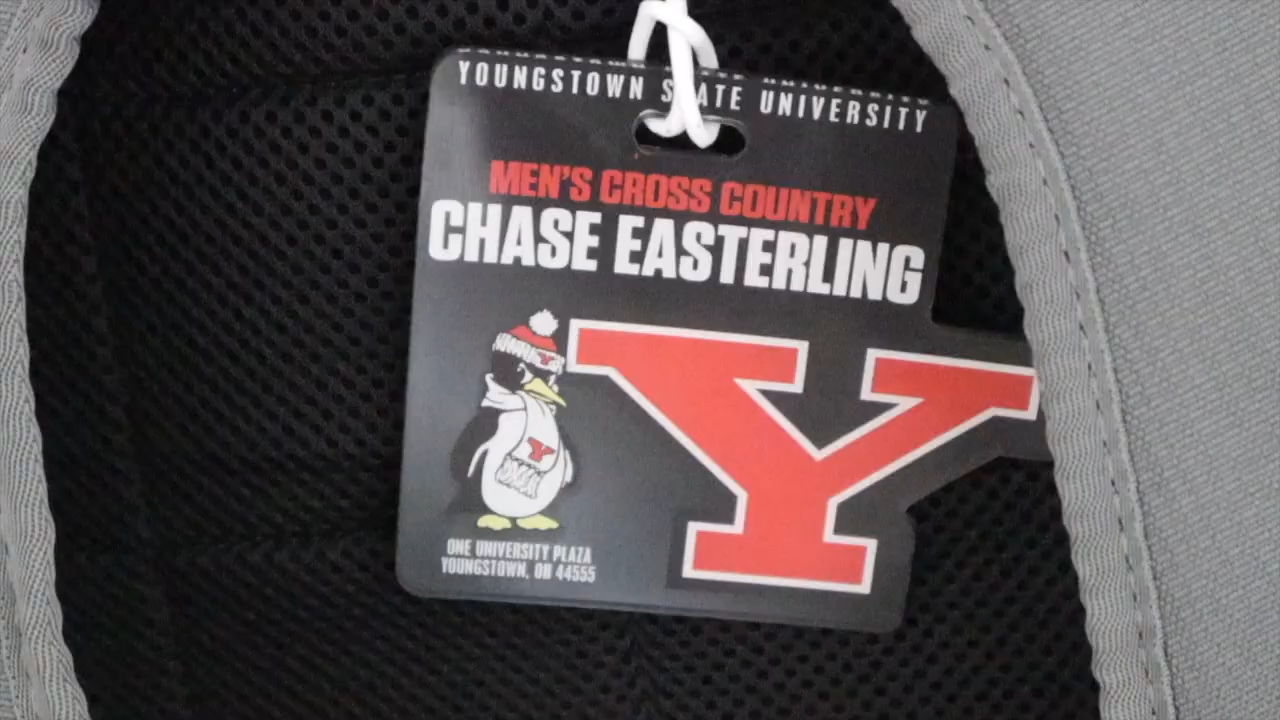 YOUNGSTOWN STATE UNIVERSITY
MEN'S CROSS COUNTRY
CHASE EASTERLING
Y
Y
ONE UNIVERSITY PLAZA
YOUNGSTOWN, OH 44555